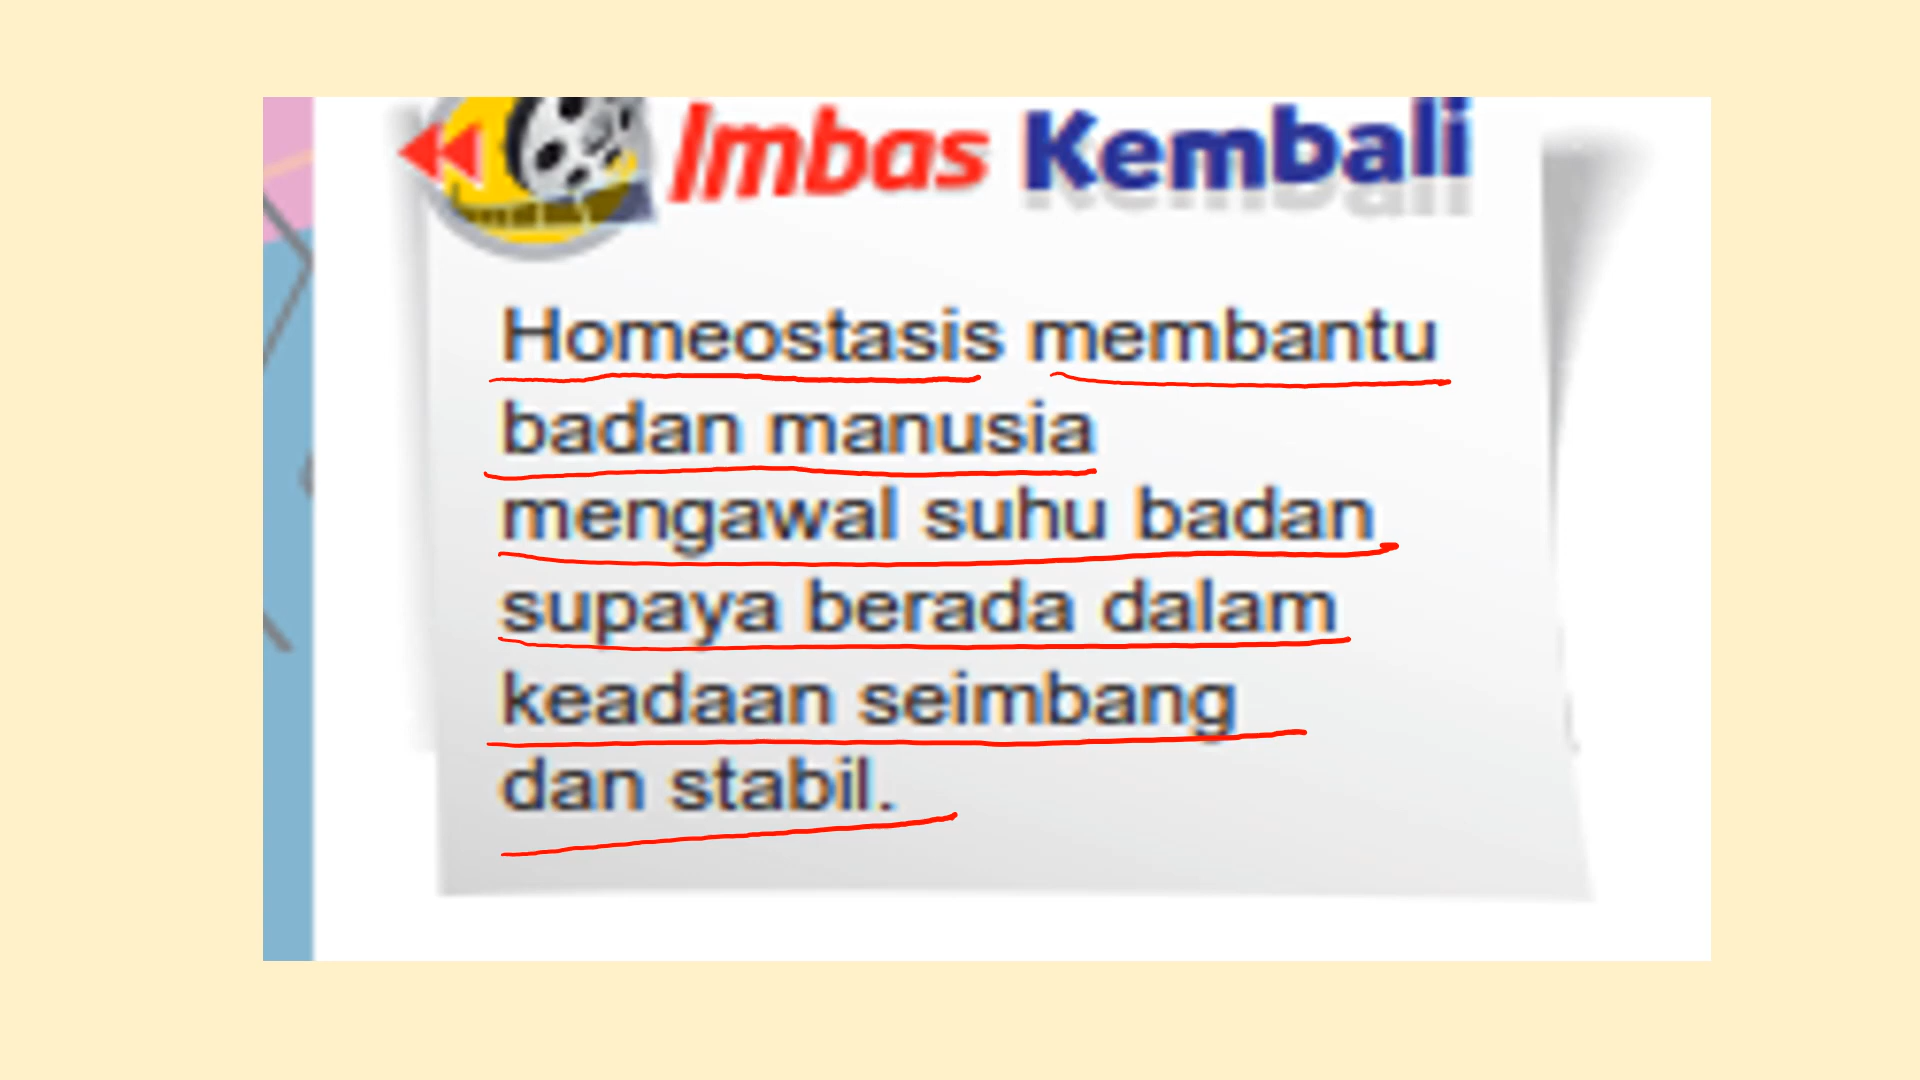 Imbas Kembali
Homeostasis membantu
badan manusia
mengawal suhu badan
supaya berada dalam
keadaan seimbang
dan stabil.